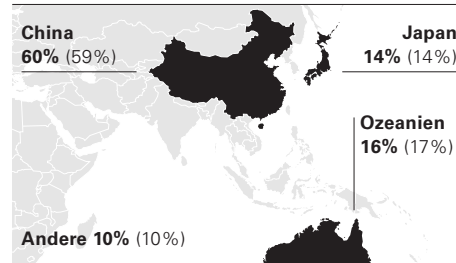 China
60% (59%)
Japan
14% (14%)
Ozeanien
16% (17%)
Andere 10% (10%)